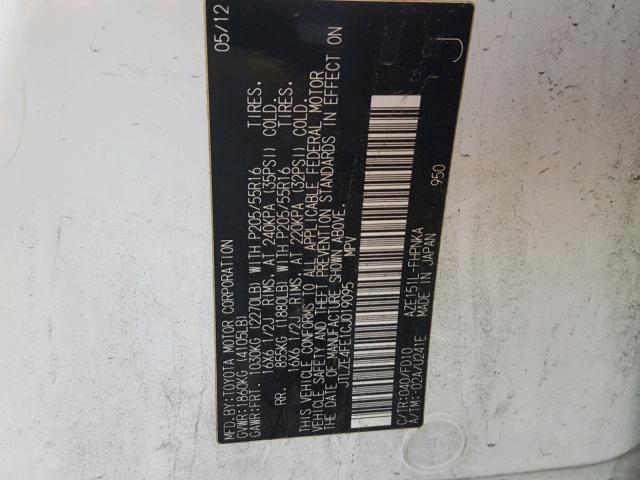 MFD.BY:TOYOTA MOTOR CORPORATION 05/12
GVWR:1860KG (4105LB)
GAWR:FRT. 1030KG (2270LB) WITH P205/55R16 TIRES.
16X6 1/2J RIMS. AT 240KPA (35PSI) COLD.
RR. 855KG (1880LB) WITH P205/55R16 TIRES.
16X6 1/2J RIMS. AT 220KPA (32PSI) COLD.
THIS VEHICLE CONFORMS TO ALL APPLICABLE FEDERAL MOTOR
VEHICLE SAFETY AND THEFT PREVENTION STANDARDS IN EFFECT ON
THE DATE OF MANUFACTURE SHOWN ABOVE.
JTLZE4FE1CJ019095 MPV
C/TR:040/FD10 AZE151L-FHPNKA
A/TM:-02A/U241E MADE IN JAPAN 950
J